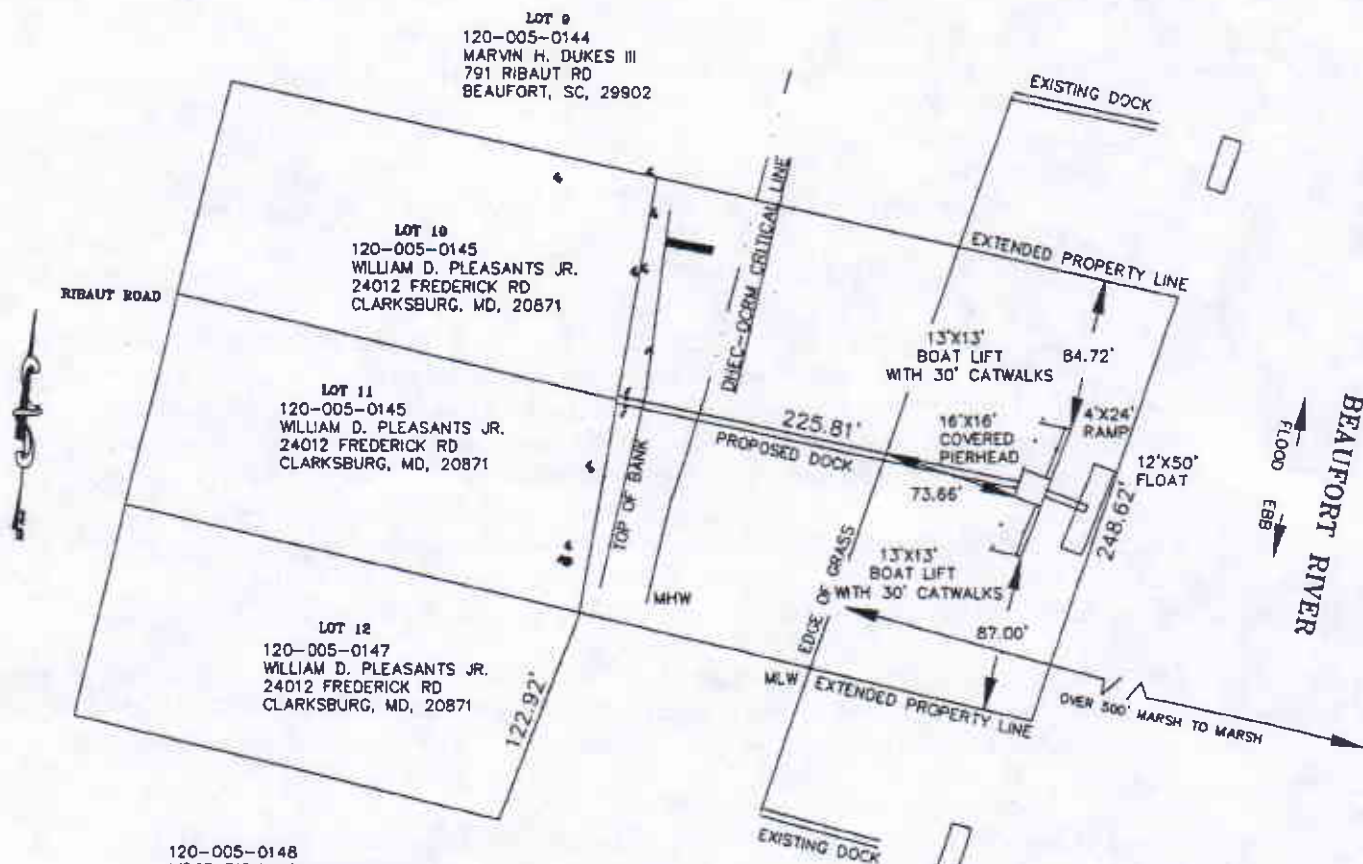 LOT 9
120-005-0144
MARVIN H. DUKES III
791 RIBAUT RD
BEAUFORT, SC, 29902
EXISTING DOCK
DHEC-OCRM CRITICAL LINE
LOT 10
120-005-0145
WILLIAM D. PLEASANTS JR.
24012 FREDERICK RD
CLARKSBURG, MD, 20871
RIBAUT ROAD
EXTENDED PROPERTY LINE
13'X13'
BOAT LIFT
WITH 30' CATWALKS
84.72'
LOT 11
120-005-0145
WILLIAM D. PLEASANTS JR.
24012 FREDERICK RD
CLARKSBURG, MD, 20871
225.81'
PROPOSED DOCK
16'X16'
COVERED
PIERHEAD
4'X24'
RAMP
73.66'
12'X50'
FLOAT
248.62'
BEAUFORT RIVER
FLOOD
EBB
TOP OF BANK
MHW
EDGE OF GRASS
13'X13'
BOAT LIFT
WITH 30' CATWALKS
87.00'
LOT 12
120-005-0147
WILLIAM D. PLEASANTS JR.
24012 FREDERICK RD
CLARKSBURG, MD, 20871
122.92'
MLW
EXTENDED PROPERTY LINE
OVER 500' MARSH TO MARSH
EXISTING DOCK
120-005-0148